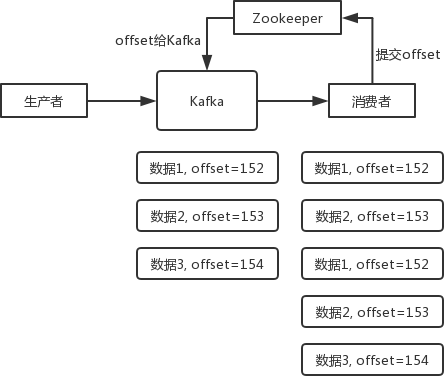 Zookeeper
offset给Kafka
提交offset
生产者
Kafka
消费者
数据1, offset=152
数据1, offset=152
数据2, offset=153
数据2, offset=153
数据3, offset=154
数据1, offset=152
数据2, offset=153
数据3, offset=154